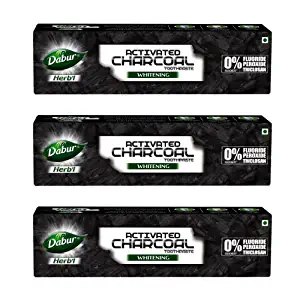 Dabur
Herb'l
ACTIVATED
CHARCOAL
TOOTHPASTE
WHITENING
0%
FLUORIDE
PEROXIDE
TRICLOSAN
Dabur
Herb'l
ACTIVATED
CHARCOAL
TOOTHPASTE
WHITENING
0%
FLUORIDE
PEROXIDE
TRICLOSAN
Dabur
Herb'l
ACTIVATED
CHARCOAL
TOOTHPASTE
WHITENING
0%
FLUORIDE
PEROXIDE
TRICLOSAN